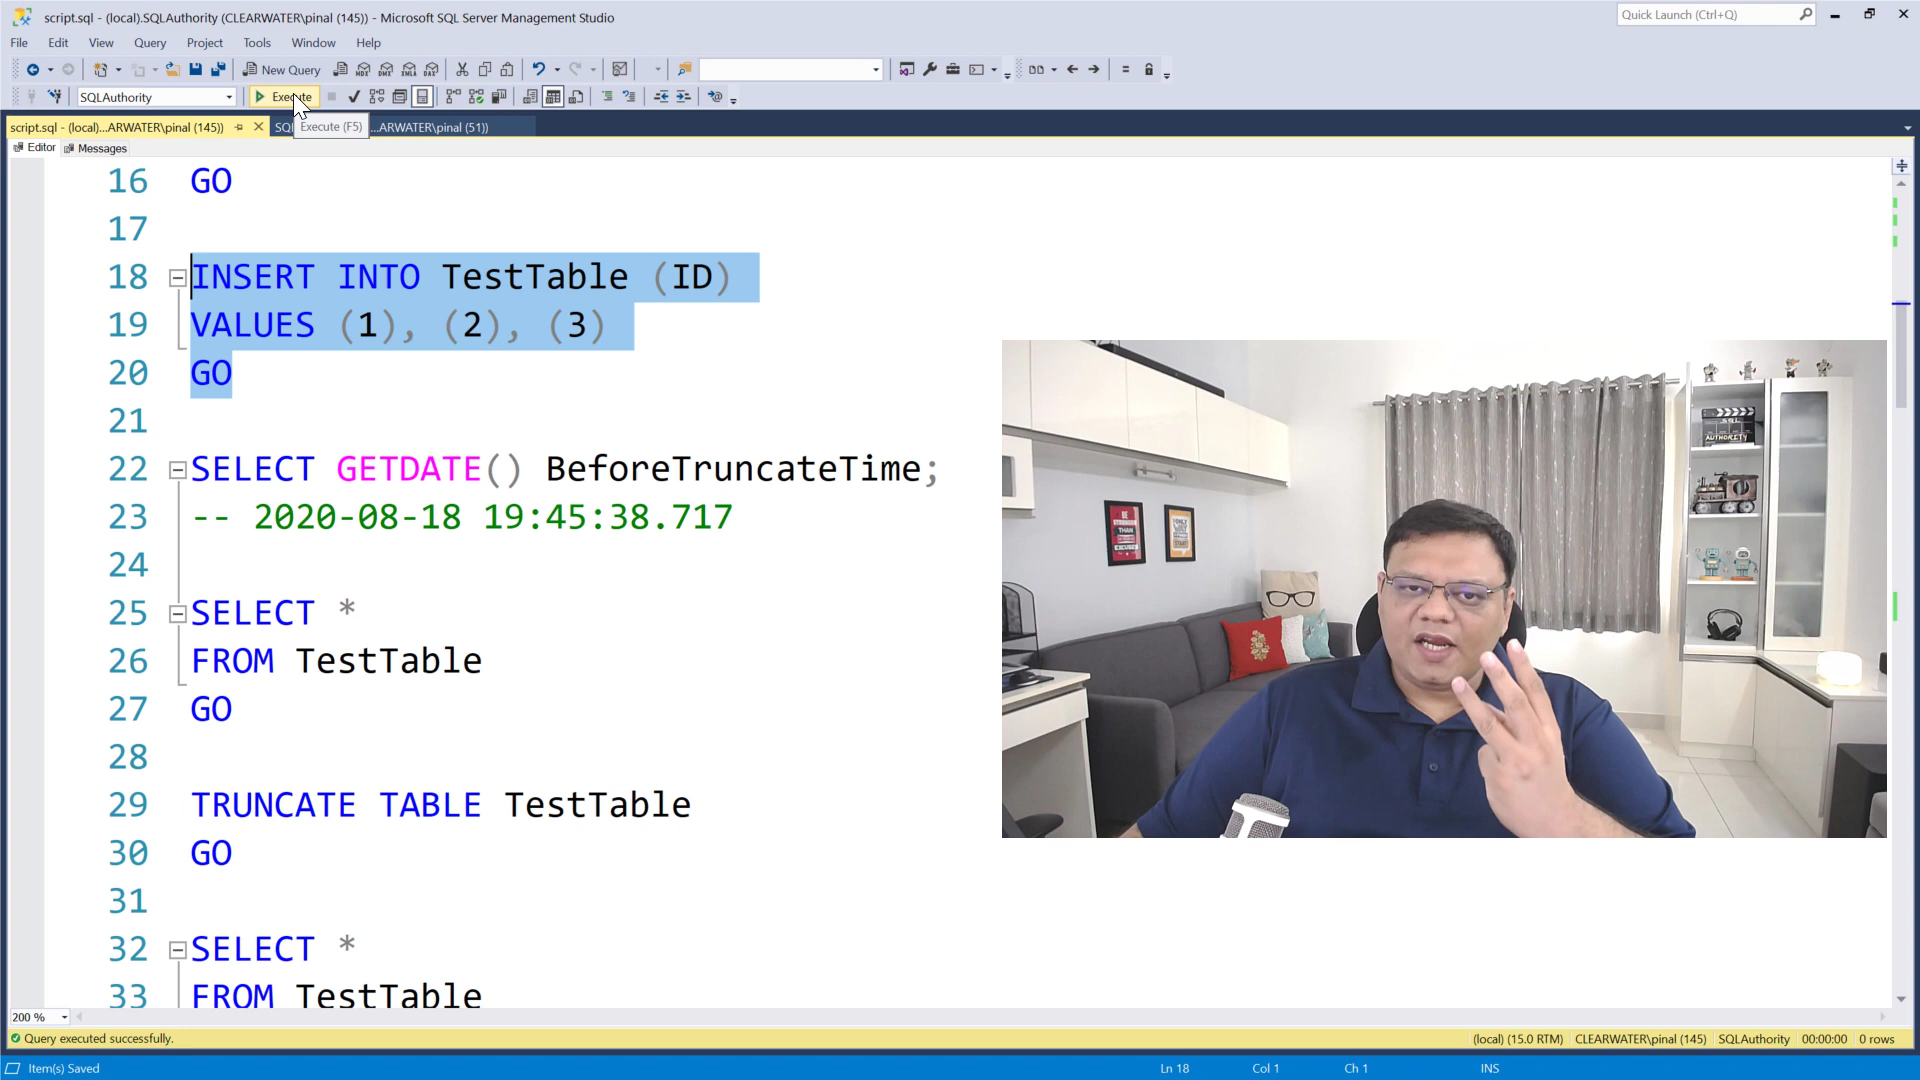 script.sql - (local).SQLAuthority (CLEARWATER\pinal (145)) - Microsoft SQL Server Management Studio
Quick Launch (Ctrl+Q)
File Edit View Query Project Tools Window Help
New Query
SQLAuthority
Execute
script.sql - (local)...ARWATER\pinal (145))
SQ
Execute (F5)
...ARWATER\pinal (51))
Editor
Messages
16 GO
17
18 INSERT INTO TestTable (ID)
19 VALUES (1), (2), (3)
20 GO
21
22 SELECT GETDATE() BeforeTruncateTime;
23 -- 2020-08-18 19:45:38.717
24
25 SELECT *
26 FROM TestTable
27 GO
28
29 TRUNCATE TABLE TestTable
30 GO
31
32 SELECT *
33 FROM TestTable
SQL
AUTHORITY
BE
STRONGER
THAN
200 %
Query executed successfully.
(local) (15.0 RTM) CLEARWATER\pinal (145) SQLAuthority 00:00:00 0 rows
Item(s) Saved
Ln 18 Col 1 Ch 1 INS